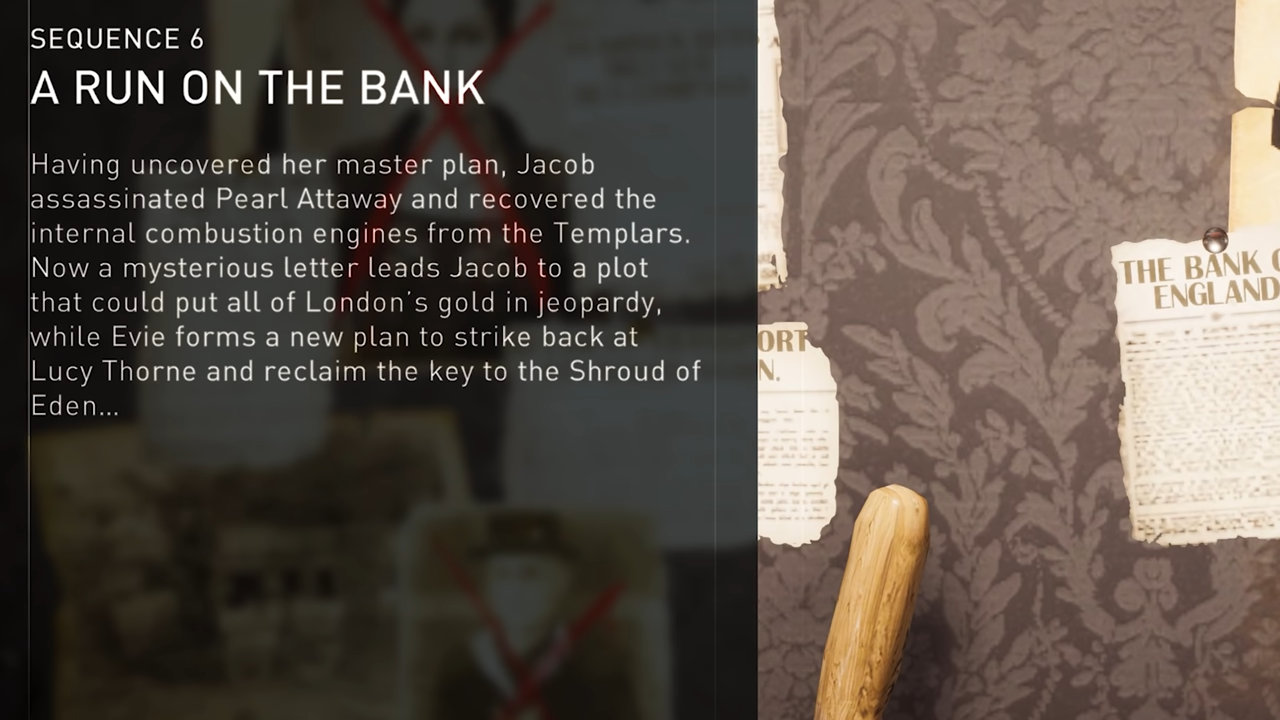 SEQUENCE 6
A RUN ON THE BANK
Having uncovered her master plan, Jacob
assassinated Pearl Attaway and recovered the
internal combustion engines from the Templars.
Now a mysterious letter leads Jacob to a plot
that could put all of London's gold in jeopardy,
while Evie forms a new plan to strike back at
Lucy Thorne and reclaim the key to the Shroud of
Eden...
THE BANK
ENGLAND